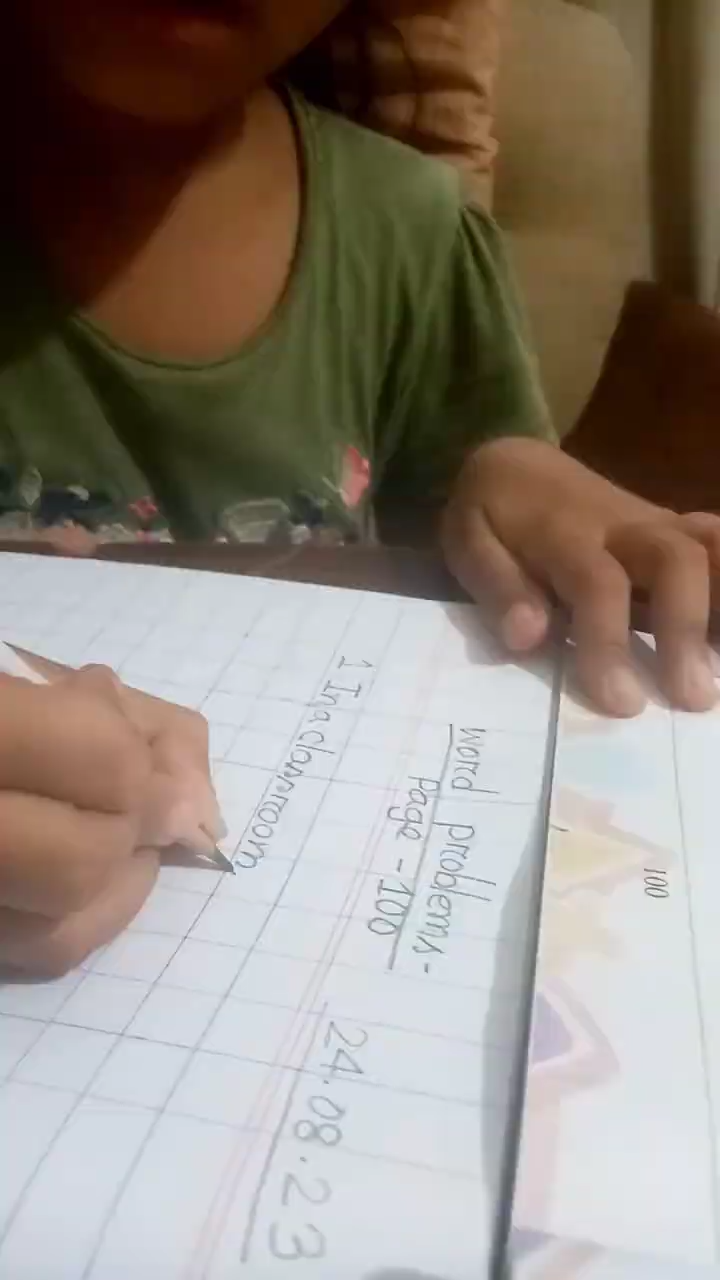 word problems-
page - 100
24.08.23
1 In a classroom
100